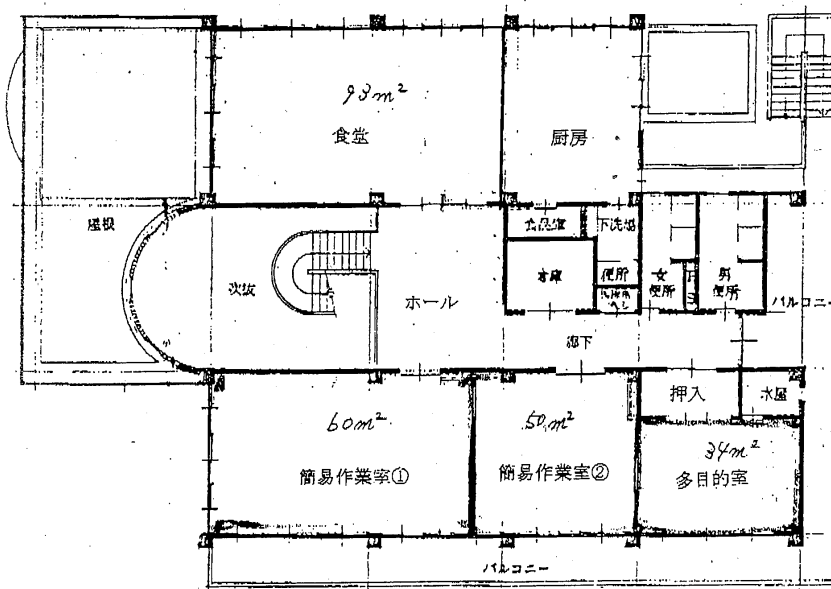 93m²
食堂
厨房
屋根
食品庫
下洗場
吹抜
ホール
倉庫
便所
女
便所
PS
男
便所
バルコニー
廊下
60m²
簡易作業室①
50m²
簡易作業室②
押入
水屋
34m²
多目的室
バルコニー